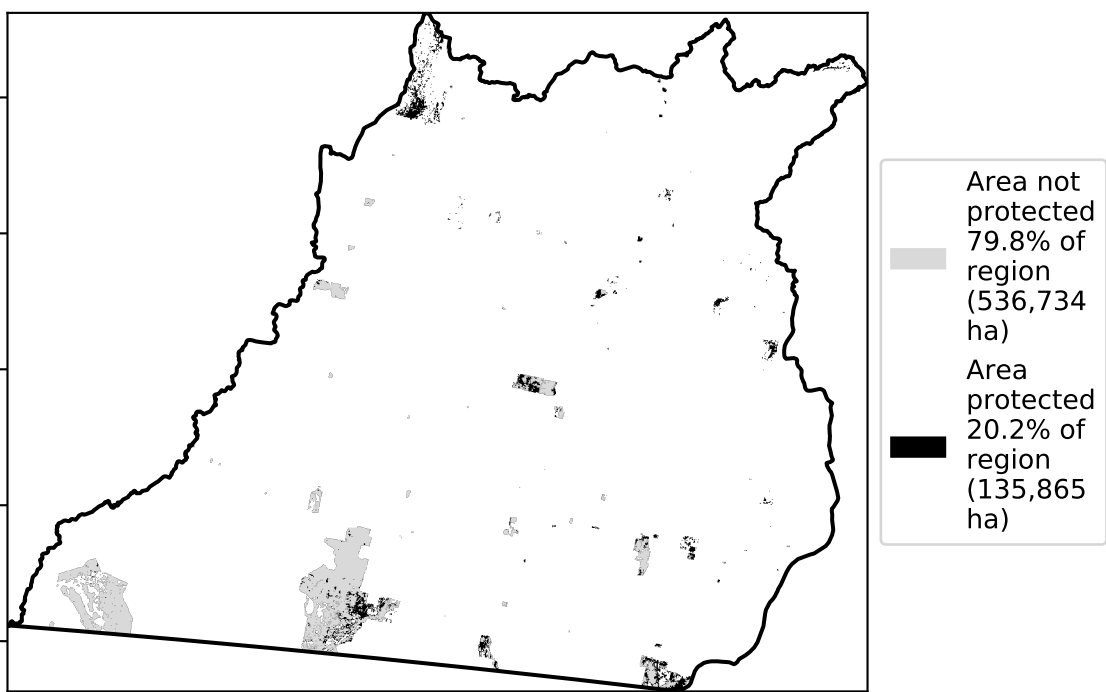 Area not
protected
79.8% of
region
(536,734
ha)
Area
protected
20.2% of
region
(135,865
ha)